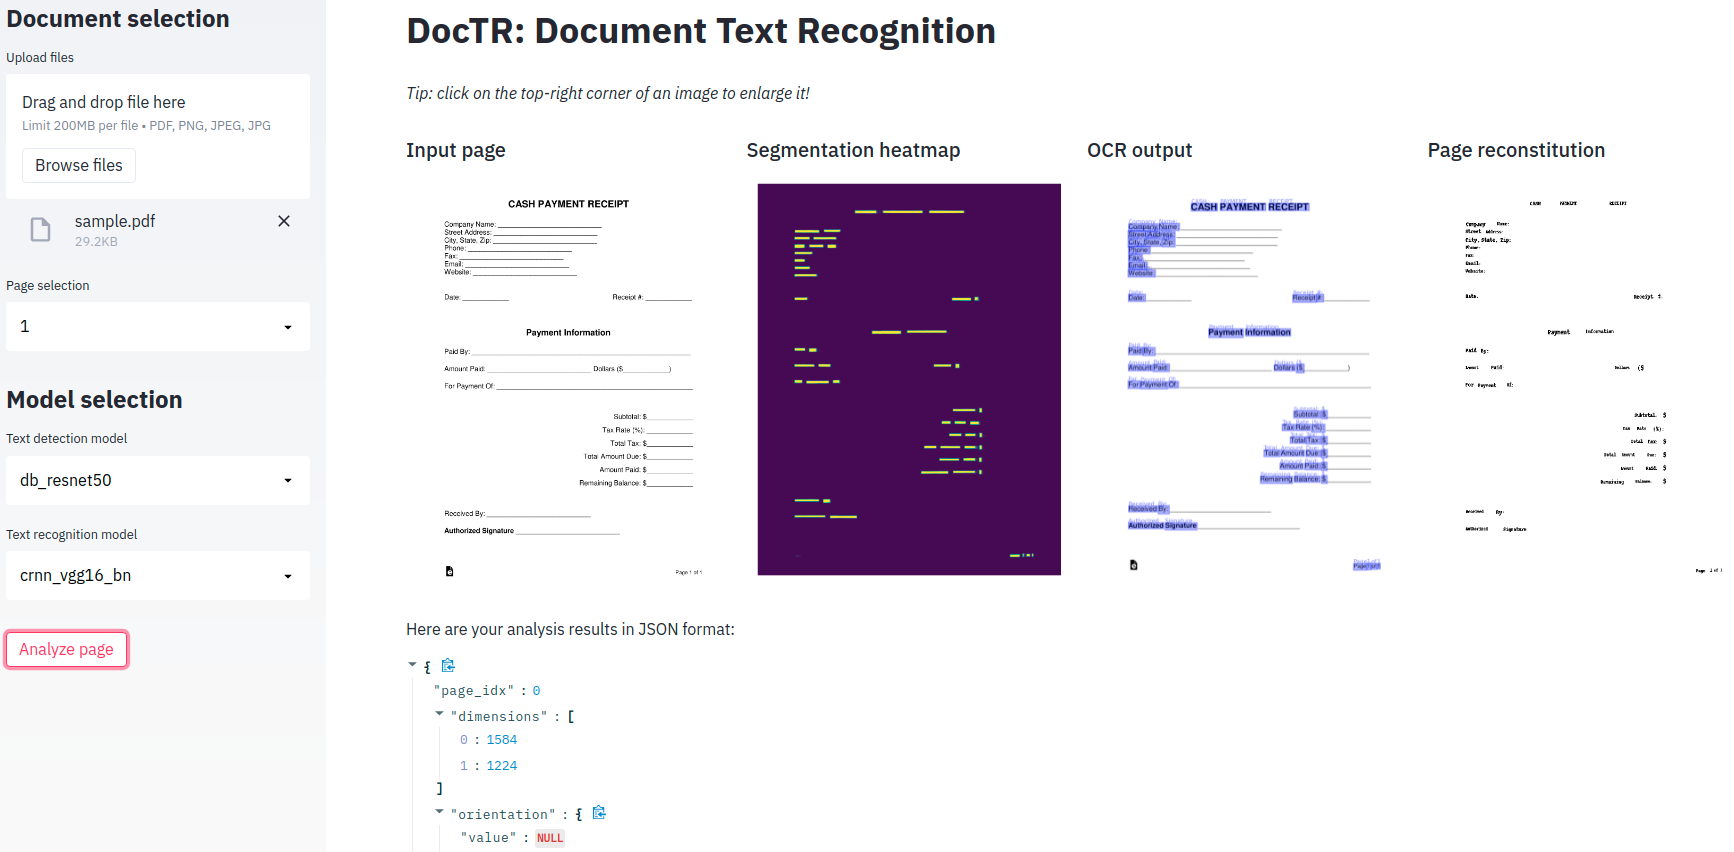 Document selection
Upload files
Drag and drop file here
Limit 200MB per file • PDF, PNG, JPEG, JPG
Browse files
sample.pdf
29.2KB
Page selection
1
Model selection
Text detection model
db_resnet50
Text recognition model
crnn_vgg16_bn
Analyze page
DocTR: Document Text Recognition
Tip: click on the top-right corner of an image to enlarge it!
Input page
CASH PAYMENT RECEIPT
Company Name:
Street Address:
City, State, Zip:
Phone:
Fax:
Email:
Website:
Date: Receipt #:
Payment Information
Paid By:
Amount Paid: Dollars ($ )
For Payment Of:
Subtotal: $
Tax Rate (%):
Total Tax: $
Total Amount Due: $
Amount Paid: $
Remaining Balance: $
Received By:
Authorized Signature
Page 1 of 1
Segmentation heatmap
OCR output
CASH PAYMENT RECEIPT
Company Name:
Street Address:
City, State, Zip:
Phone:
Fax:
Email:
Website:
Date: Receipt #:
Payment Information
Paid By:
Amount Paid: Dollars ($ )
For Payment Of:
Subtotal: $
Tax Rate (%):
Total Tax: $
Total Amount Due: $
Amount Paid: $
Remaining Balance: $
Received By:
Authorized Signature
Page reconstitution
CASH PAYMENT RECEIPT
Company Name:
Street Address:
City, State, Zip:
Phone:
Fax:
Email:
Website:
Date. Receipt
Payment Information
Paid By:
Paid: Dollars ($
For Payment Of:
Subtotal. $
Tax Rate (%):
Total Tax: $
Total Due: $
Paid. $
Remaining Balance. $
Received By:
Authorized Signature
Page 1 of
Here are your analysis results in JSON format:
{
"page_idx" : 0
"dimensions" : [
0 : 1584
1 : 1224
]
"orientation" : {
"value" : NULL